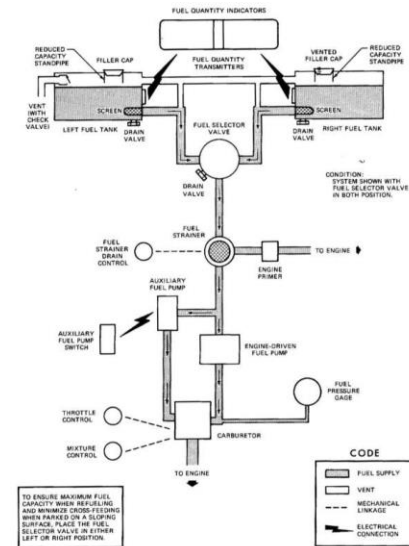 FUEL QUANTITY INDICATORS
REDUCED
CAPACITY
STANDPIPE
FILLER CAP
FUEL QUANTITY
TRANSMITTERS
VENTED
FILLER CAP
REDUCED
CAPACITY
STANDPIPE
VENT (WITH
CHECK
VALVE)
SCREEN
LEFT FUEL TANK
DRAIN
VALVE
FUEL SELECTOR
VALVE
SCREEN
DRAIN
VALVE
RIGHT FUEL TANK
DRAIN
VALVE
CONDITION:
SYSTEM SHOWN WITH
FUEL SELECTOR VALVE
IN BOTH POSITION.
FUEL
STRAINER
FUEL
STRAINER
DRAIN
CONTROL
TO ENGINE
ENGINE
PRIMER
AUXILIARY
FUEL PUMP
AUXILIARY
FUEL PUMP
SWITCH
ENGINE-DRIVEN
FUEL PUMP
FUEL
PRESSURE
GAGE
THROTTLE
CONTROL
MIXTURE
CONTROL
CARBURETOR
TO ENGINE
TO ENSURE MAXIMUM FUEL
CAPACITY WHEN REFUELING
AND MINIMIZE CROSS-FEEDING
WHEN PARKED ON A SLOPING
SURFACE, PLACE THE FUEL
SELECTOR VALVE IN EITHER
LEFT OR RIGHT POSITION.
CODE
FUEL SUPPLY
VENT
MECHANICAL
LINKAGE
ELECTRICAL
CONNECTION